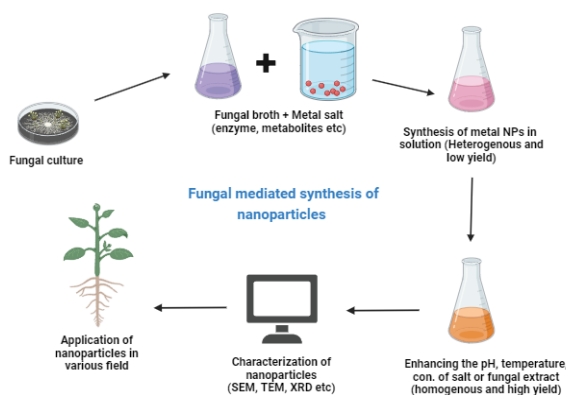 Fungal culture
Fungal broth + Metal salt
(enzyme, metabolites etc)
Synthesis of metal NPs in
solution (Heterogenous and
low yield)
Fungal mediated synthesis of
nanoparticles
Enhancing the pH, temperature,
con. of salt or fungal extract
(homogenous and high yield)
Characterization of
nanoparticles
(SEM, TEM, XRD etc)
Application of
nanoparticles in
various field